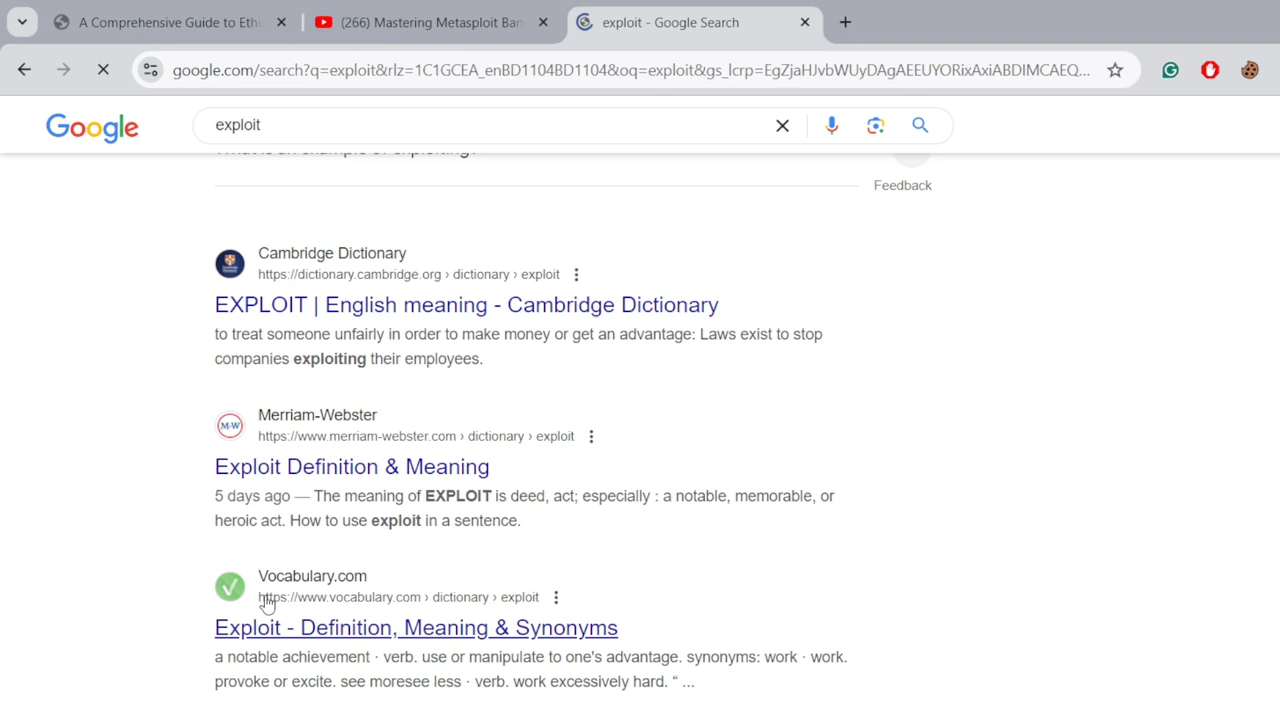 A Comprehensive Guide to Ethi
(266) Mastering Metasploit Ban
exploit - Google Search
google.com/search?q=exploit&rlz=1C1GCEA_enBD1104BD1104&oq=exploit&gs_lcrp=EgZjaHJvbWUyDAgAEEUYORixAxiABDIMCAEQ...
Google
exploit
What is an example of exploiting?
Feedback
Cambridge Dictionary
https://dictionary.cambridge.org › dictionary › exploit
EXPLOIT | English meaning - Cambridge Dictionary
to treat someone unfairly in order to make money or get an advantage: Laws exist to stop
companies exploiting their employees.
M-W
Merriam-Webster
https://www.merriam-webster.com › dictionary › exploit
Exploit Definition & Meaning
5 days ago — The meaning of EXPLOIT is deed, act; especially : a notable, memorable, or
heroic act. How to use exploit in a sentence.
Vocabulary.com
https://www.vocabulary.com › dictionary › exploit
Exploit - Definition, Meaning & Synonyms
a notable achievement · verb. use or manipulate to one's advantage. synonyms: work · work.
provoke or excite. see moresee less · verb. work excessively hard. “ ...